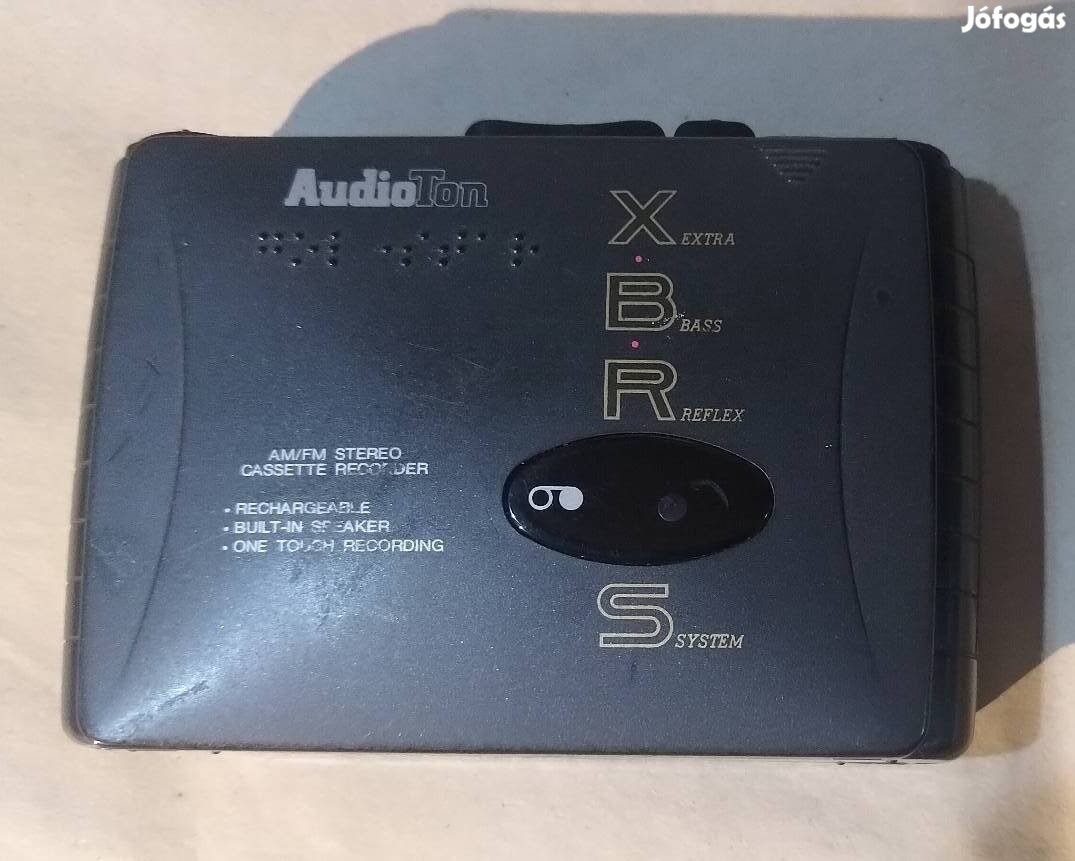 Jófogás
AudioTon
X EXTRA
B BASS
R REFLEX
AM/FM STEREO
CASSETTE RECORDER
• RECHARGEABLE
• BUILT-IN SPEAKER
• ONE TOUCH RECORDING
S SYSTEM